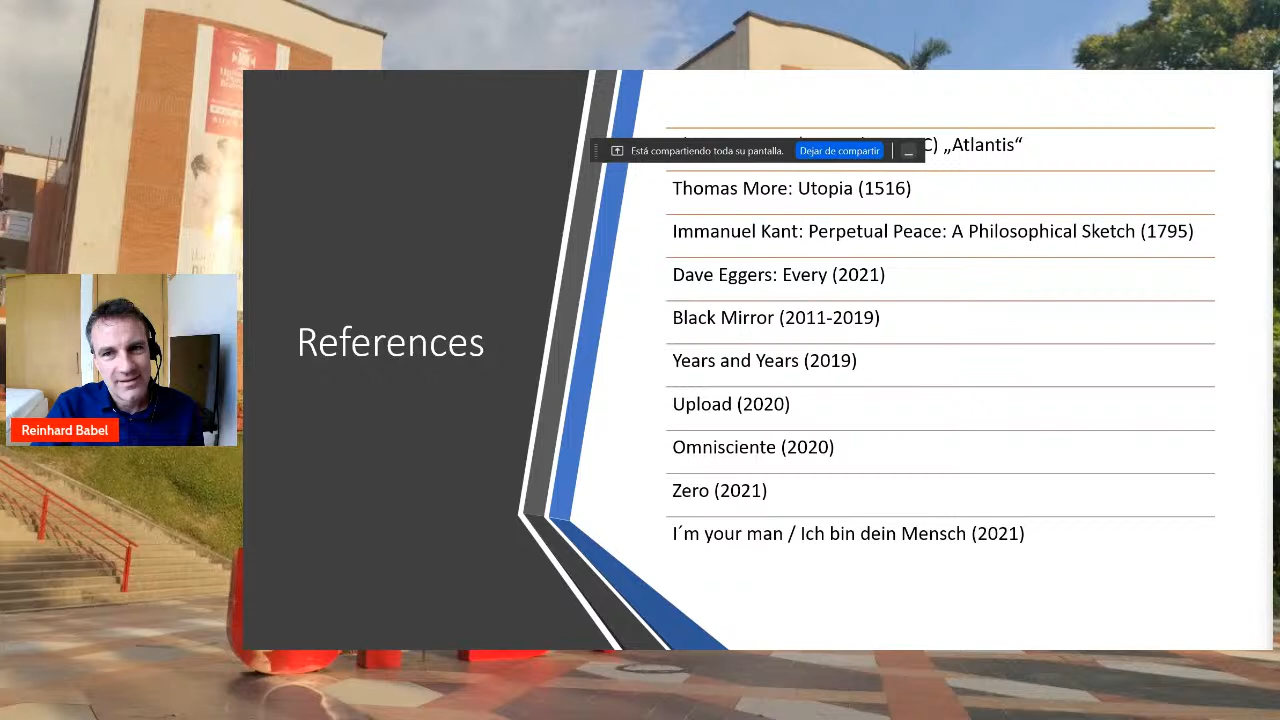 C) „Atlantis“
Está compartiendo toda su pantalla. Dejar de compartir
Thomas More: Utopia (1516)
Immanuel Kant: Perpetual Peace: A Philosophical Sketch (1795)
Dave Eggers: Every (2021)
Black Mirror (2011-2019)
References
Years and Years (2019)
Upload (2020)
Reinhard Babel
Omnisciente (2020)
Zero (2021)
I´m your man / Ich bin dein Mensch (2021)